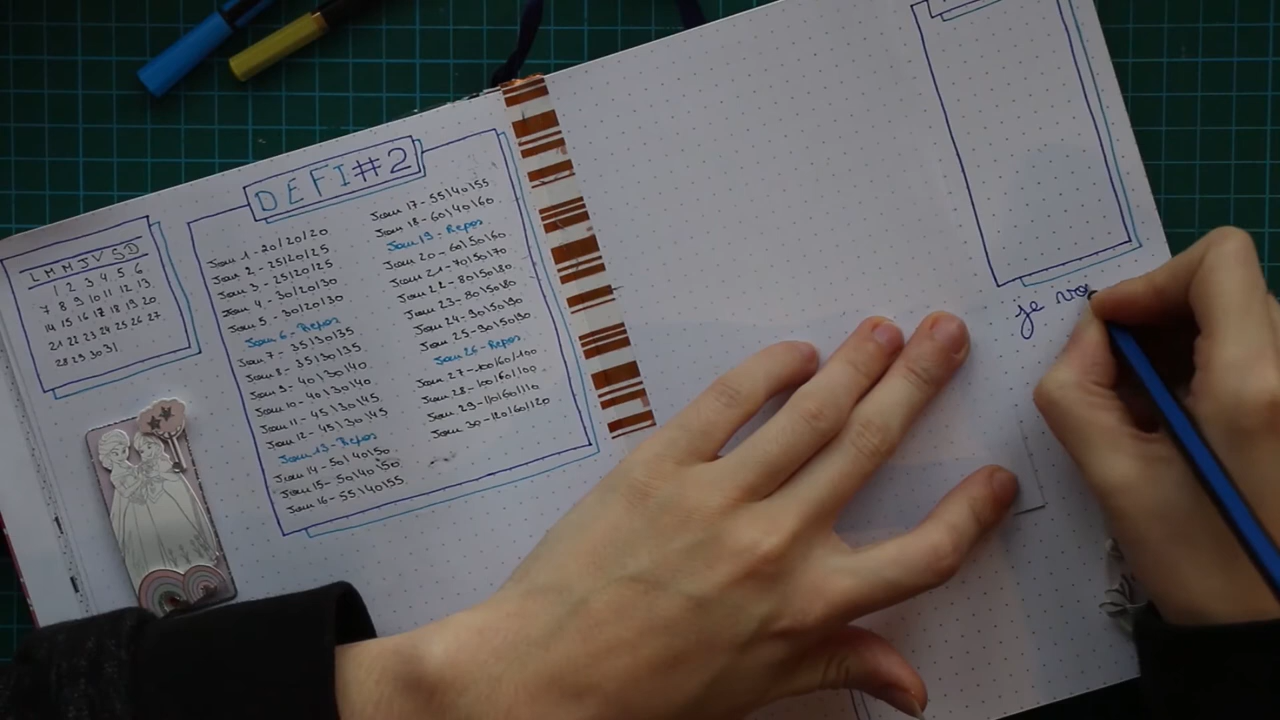 L M M J V S D
1 2 3 4 5 6
7 8 9 10 11 12 13
14 15 16 17 18 19 20
21 22 23 24 25 26 27
28 29 30 31
DEFI#2
Jour 1 - 20/20/20
Jour 2 - 25/20/25
Jour 3 - 25/20/25
Jour 4 - 30/20/30
Jour 5 - 30/20/30
Jour 6 - Repos
Jour 7 - 35/30/35
Jour 8 - 35/30/35
Jour 9 - 40/30/40
Jour 10 - 40/30/40
Jour 11 - 45/30/45
Jour 12 - 45/30/45
Jour 13 - Repos
Jour 14 - 50/40/50
Jour 15 - 50/40/50
Jour 16 - 55/40/55
Jour 17 - 55/40/55
Jour 18 - 60/40/60
Jour 19 - Repos
Jour 20 - 60/50/60
Jour 21 - 70/50/70
Jour 22 - 80/50/80
Jour 23 - 80/50/80
Jour 24 - 90/50/90
Jour 25 - 90/50/90
Jour 26 - Repos
Jour 27 - 100/60/100
Jour 28 - 100/60/100
Jour 29 - 110/60/110
Jour 30 - 120/60/120
je vo